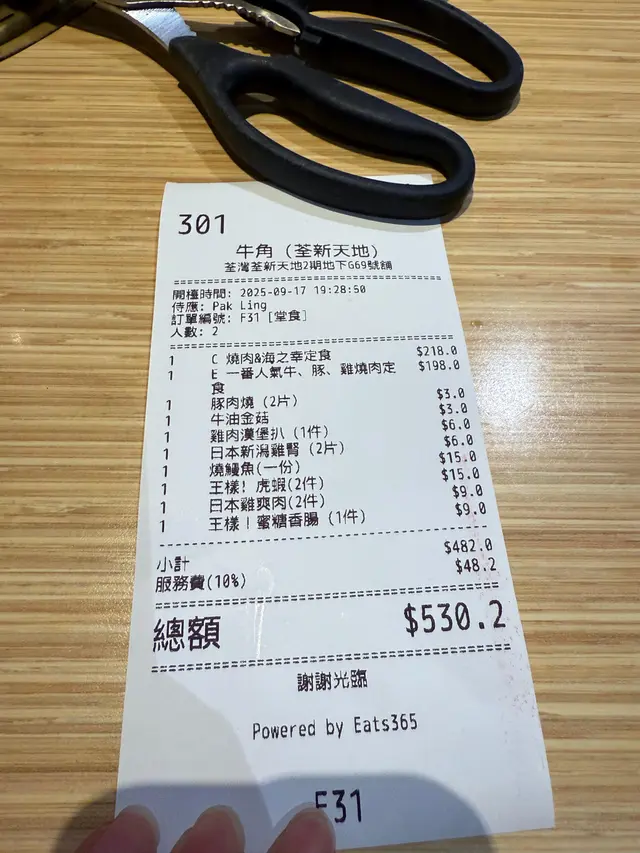 301
牛角 (荃新天地)
荃灣荃新天地2期地下G69號舖
開檯時間: 2025-09-17 19:28:50
侍應: Pak Ling
訂單編號: F31 [堂食]
人數: 2
1 C 燒肉&海之幸定食 $218.0
1 E 一番人氣牛、豚、雞燒肉定食 $198.0
1 豚肉燒 (2片) $3.0
1 牛油金菇 $3.0
1 雞肉漢堡扒 (1件) $6.0
1 日本新潟雞腎 (2片) $6.0
1 燒鰻魚(一份) $15.0
1 王樣! 虎蝦(2件) $15.0
1 日本雞爽肉(2件) $9.0
1 王樣!蜜糖香腸 (1件) $9.0
小計 $482.0
服務費(10%) $48.2
總額 $530.2
謝謝光臨
Powered by Eats365
F31